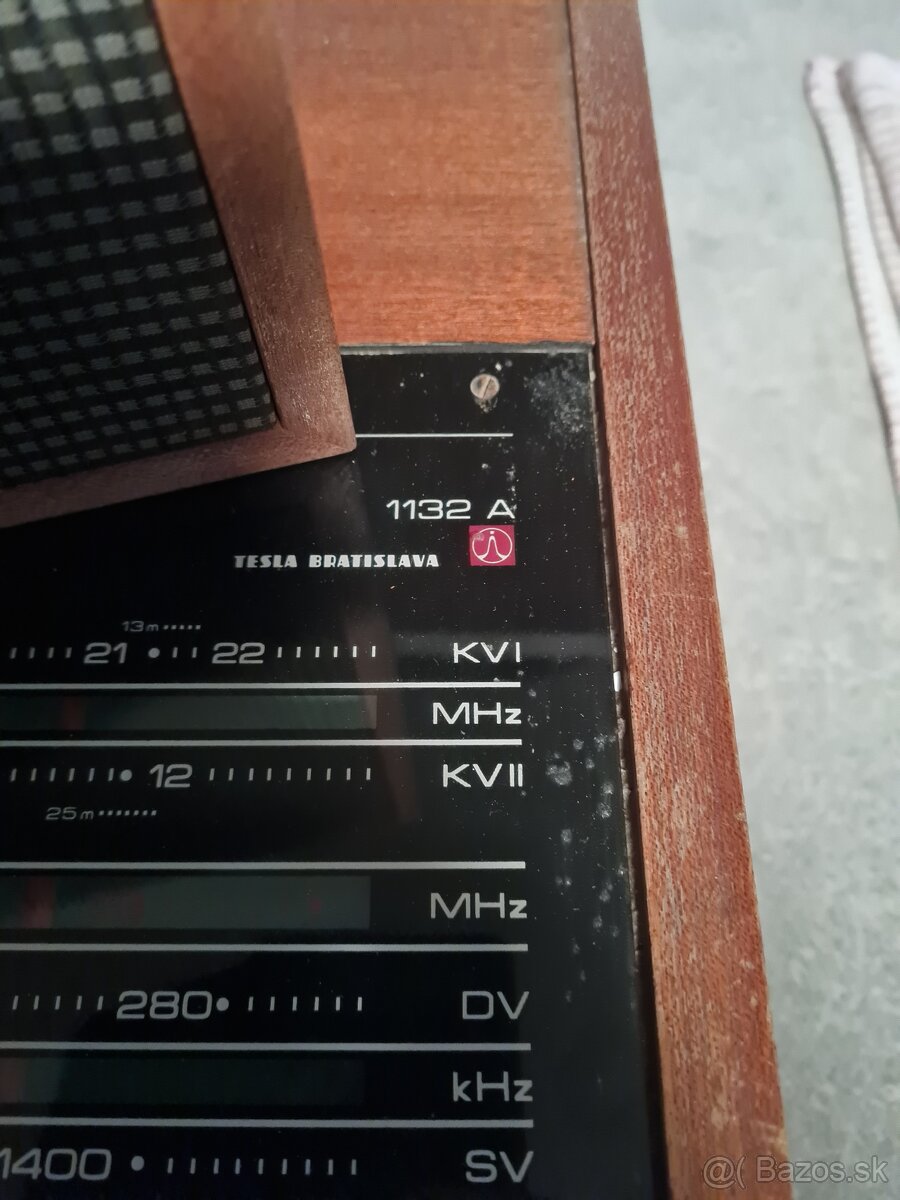 1132 A
TESLA BRATISLAVA
13m
21 22 KVI
MHz
12 KVII
25m
MHz
280 DV
kHz
1400 SV
@( Bazos.sk